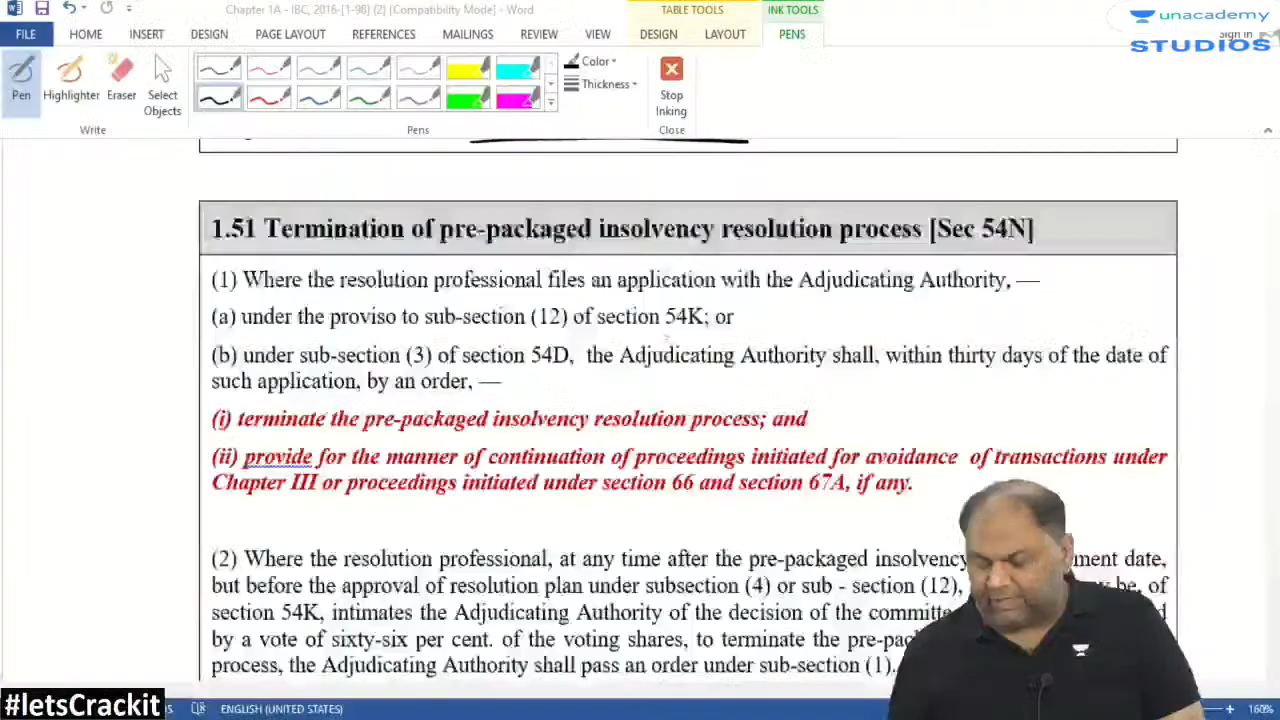 Chapter 1A - IBC, 2016-[1-98] (2) [Compatibility Mode] - Word
TABLE TOOLS
INK TOOLS
unacademy
STUDIOS
Sign in
FILE
HOME
INSERT
DESIGN
PAGE LAYOUT
REFERENCES
MAILINGS
REVIEW
VIEW
DESIGN
LAYOUT
PENS
Pen
Highlighter
Eraser
Select
Objects
Color
Thickness
Stop
Inking
Write
Pens
Close
1.51 Termination of pre-packaged insolvency resolution process [Sec 54N]
(1) Where the resolution professional files an application with the Adjudicating Authority, —
(a) under the proviso to sub-section (12) of section 54K; or
(b) under sub-section (3) of section 54D, the Adjudicating Authority shall, within thirty days of the date of
such application, by an order, —
(i) terminate the pre-packaged insolvency resolution process; and
(ii) provide for the manner of continuation of proceedings initiated for avoidance of transactions under
Chapter III or proceedings initiated under section 66 and section 67A, if any.
(2) Where the resolution professional, at any time after the pre-packaged insolvency date,
but before the approval of resolution plan under subsection (4) or sub - section (12), be, of
section 54K, intimates the Adjudicating Authority of the decision of the
by a vote of sixty-six per cent. of the voting shares, to terminate the
process, the Adjudicating Authority shall pass an order under sub-section (1).
#letsCrackit
ENGLISH (UNITED STATES)
160%